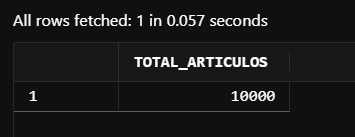 All rows fetched: 1 in 0.057 seconds
TOTAL_ARTICULOS
1 10000